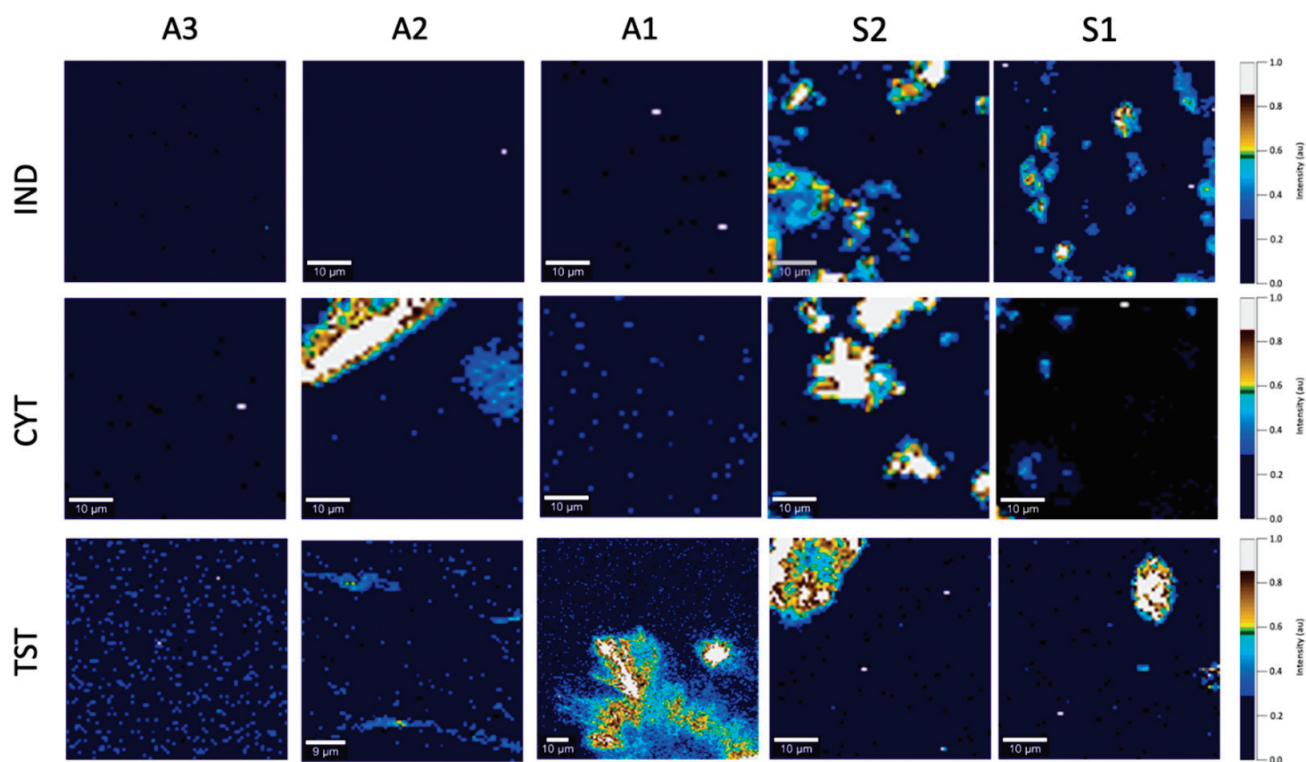 A3 A2 A1 S2 S1
IND
10 µm 10 µm 10 µm
1.0
0.8
0.6
0.4
0.2
0.0
Intensity (au)
CYT
10 µm 10 µm 10 µm 10 µm 10 µm
1.0
0.8
0.6
0.4
0.2
0.0
Intensity (au)
TST
9 µm 10 µm 10 µm 10 µm
1.0
0.8
0.6
0.4
0.2
0.0
Intensity (au)